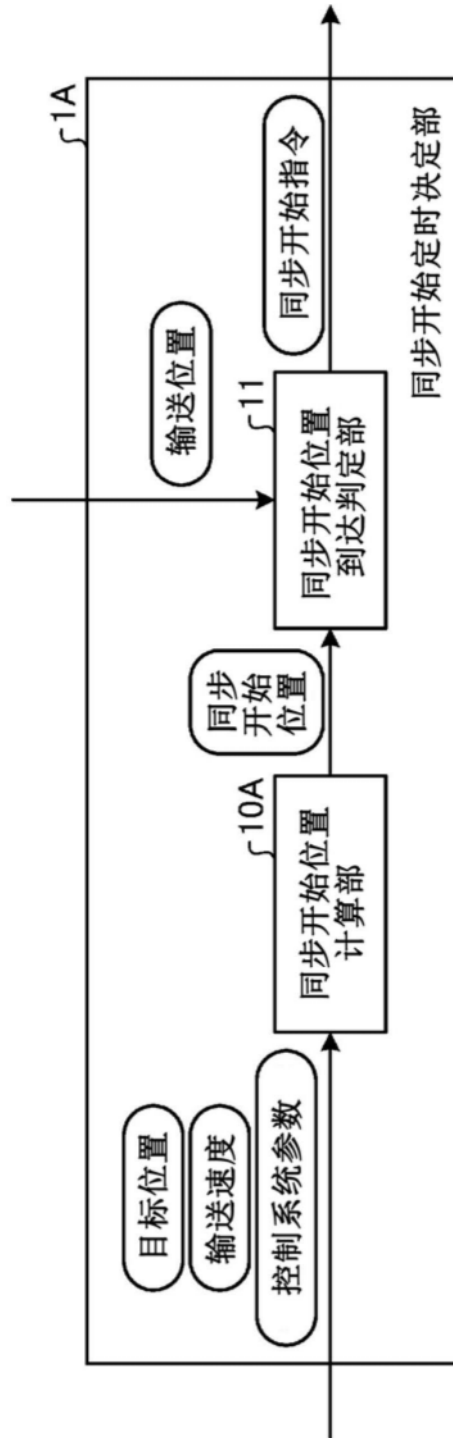 1A
目标位置
输送速度
控制系统参数
10A
同步开始位置
计算部
同步
开始
位置
输送位置
11
同步开始位置
到达判定部
同步开始指令
同步开始定时决定部